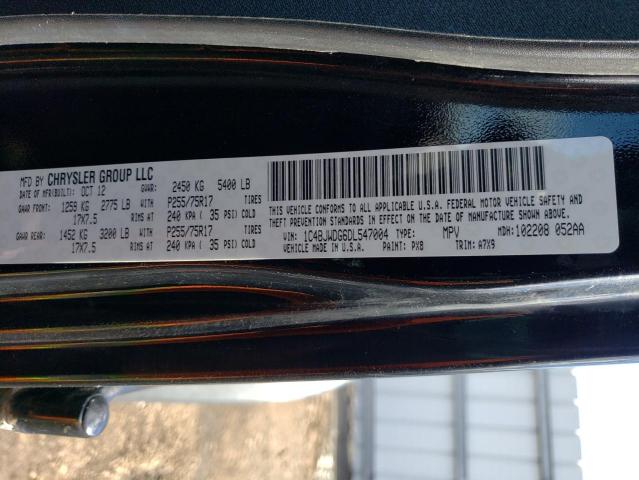 MFD BY CHRYSLER GROUP LLC
DATE OF MFR(BUILT): OCT 12 GVWR: 2450 KG 5400 LB
GAWR FRONT: 1259 KG 2775 LB WITH P255/75R17 TIRES
17X7.5 RIMS AT 240 KPA ( 35 PSI) COLD
GAWR REAR: 1452 KG 3200 LB WITH P255/75R17 TIRES
17X7.5 RIMS AT 240 KPA ( 35 PSI) COLD
THIS VEHICLE CONFORMS TO ALL APPLICABLE U.S.A. FEDERAL MOTOR VEHICLE SAFETY AND
THEFT PREVENTION STANDARDS IN EFFECT ON THE DATE OF MANUFACTURE SHOWN ABOVE.
VIN: 1C4BJWDG6DL547004 TYPE: MPV MDH: 102208 052AA
VEHICLE MADE IN U.S.A. PAINT: PX8 TRIM: A7X9